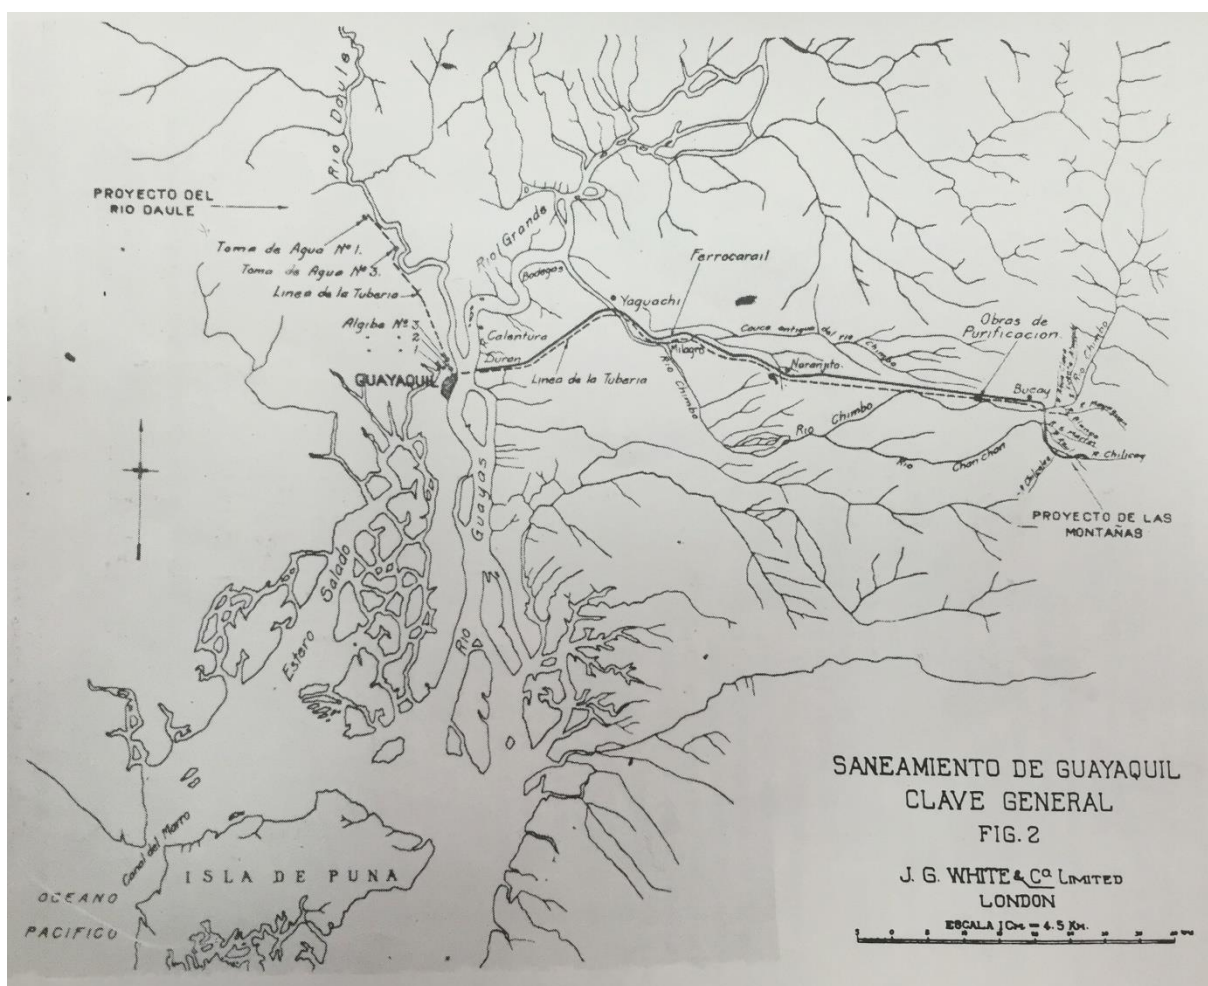 Rio Daule
PROYECTO DEL
RIO DAULE
Toma de Agua Nº 1.
Toma de Agua Nº 3.
Linea de la Tuberia
Algibe Nº 3
" " 2
" " 1
GUAYAQUIL
Rio Grande
Bodegas
Calentura
Duran
Linea de la Tuberia
Yaguachi
Ferrocarail
Milagro
Cauce antiguo del rio Chimbo
Naranjito.
Obras de
Purificacion.
Bucay
Rio Chimbo
Rio Chimbo
Rio Chimbo
Rio Chan chan
R. Chilicay
PROYECTO DE LAS
MONTAÑAS
Rio Guayas
Estero Salado
Canal del Morro
ISLA DE PUNA
OCEANO
PACIFICO
SANEAMIENTO DE GUAYAQUIL
CLAVE GENERAL
FIG. 2
J. G. WHITE & Cº LIMITED
LONDON
ESCALA 1 CM = 4.5 KM.